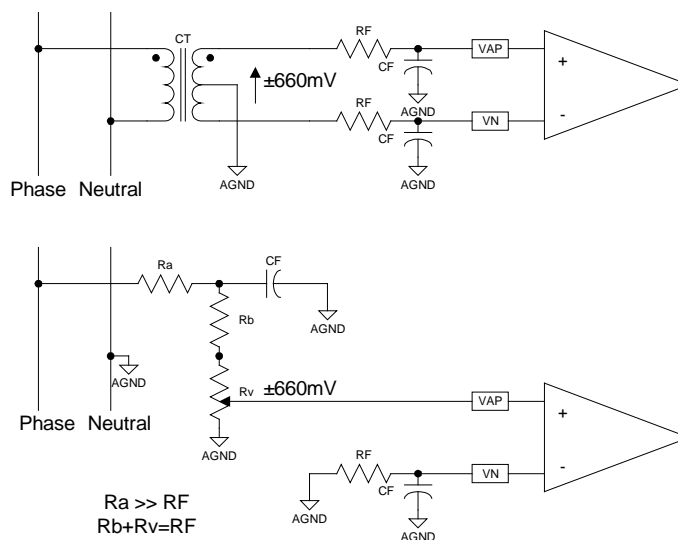 CT
RF
CF
VAP
+
±660mV
AGND
RF
CF
VN
-
AGND
AGND
Phase Neutral
Ra
CF
Rb
AGND
AGND
Rv
±660mV
VAP
+
Phase Neutral
AGND
RF
CF
VN
-
AGND
AGND
Ra >> RF
Rb+Rv=RF